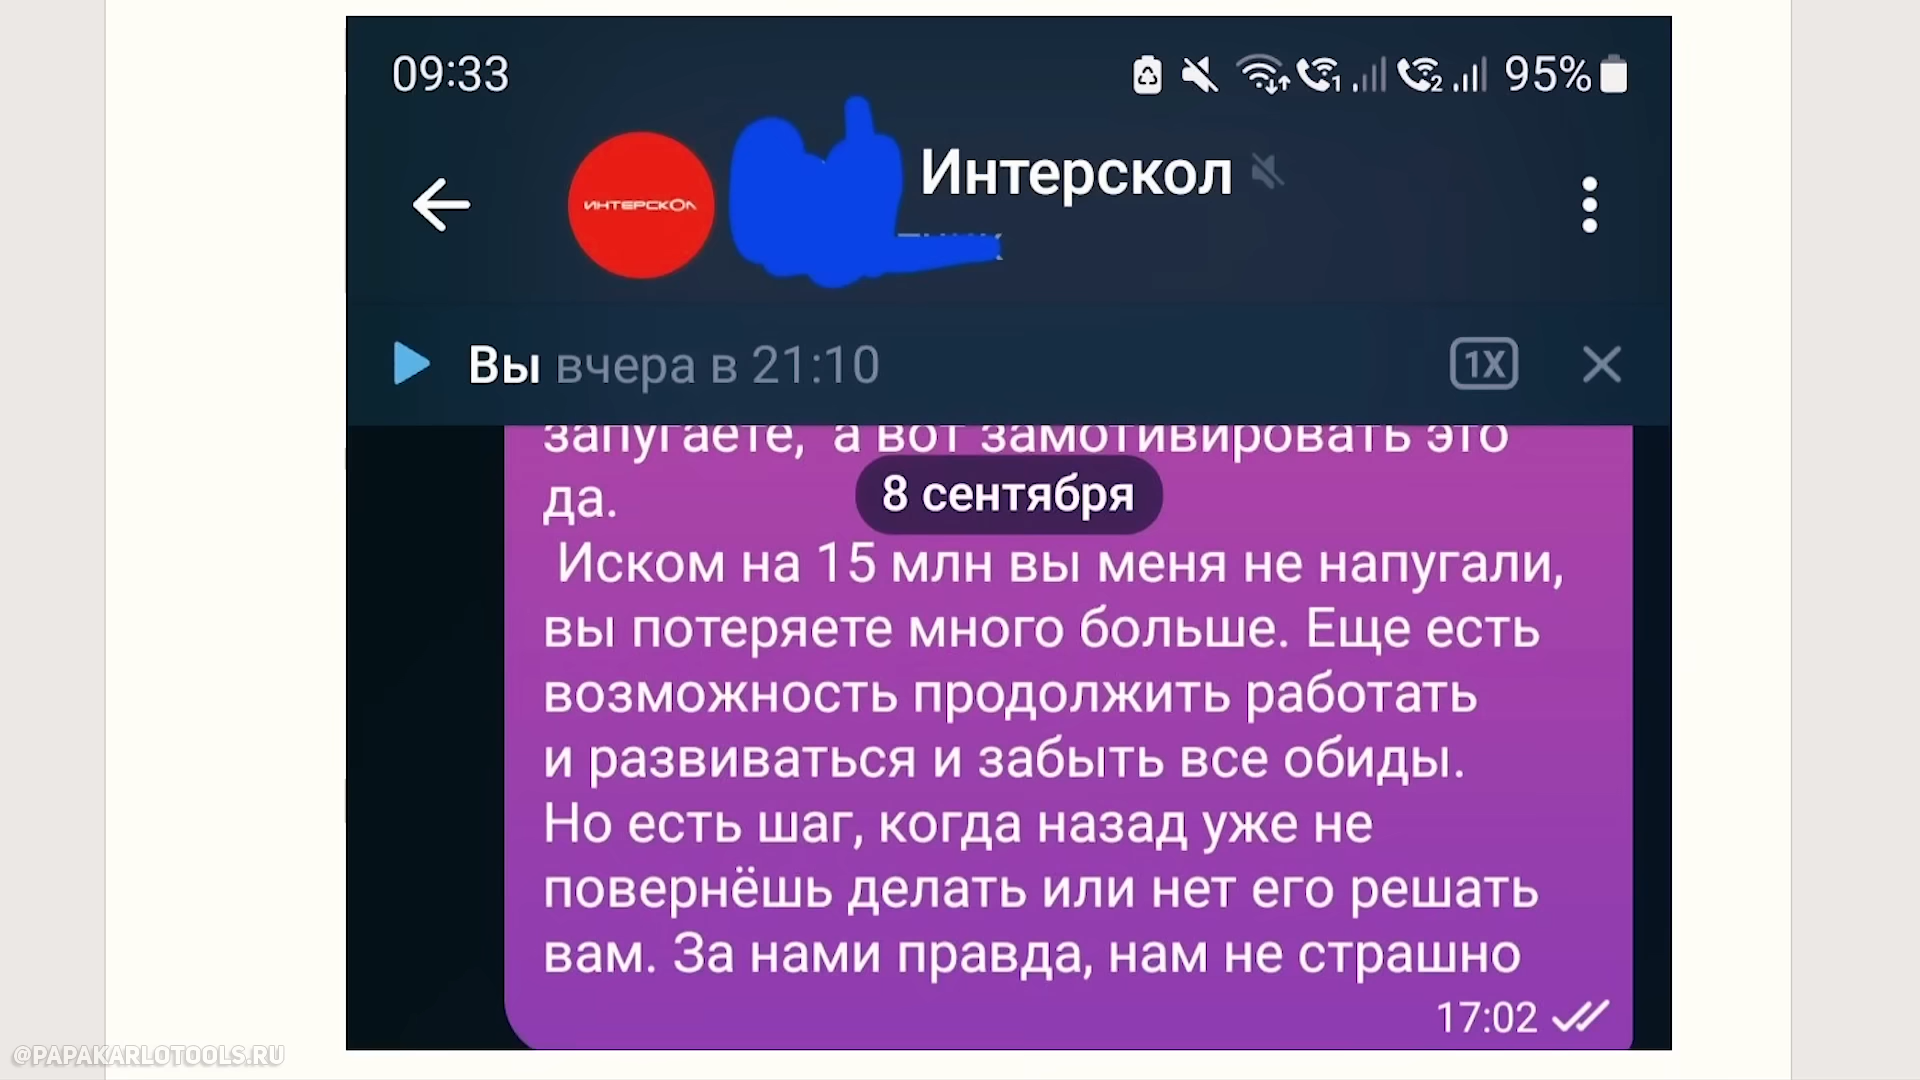 09:33
1
2
95%
ИНТЕРСКОЛ
Интерскол
Вы вчера в 21:10
1X
запугаете, а вот замотивировать это
да.
8 сентября
Иском на 15 млн вы меня не напугали,
вы потеряете много больше. Еще есть
возможность продолжить работать
и развиваться и забыть все обиды.
Но есть шаг, когда назад уже не
повернёшь делать или нет его решать
вам. За нами правда, нам не страшно
17:02
@PAPAKARLOTOOLS.RU